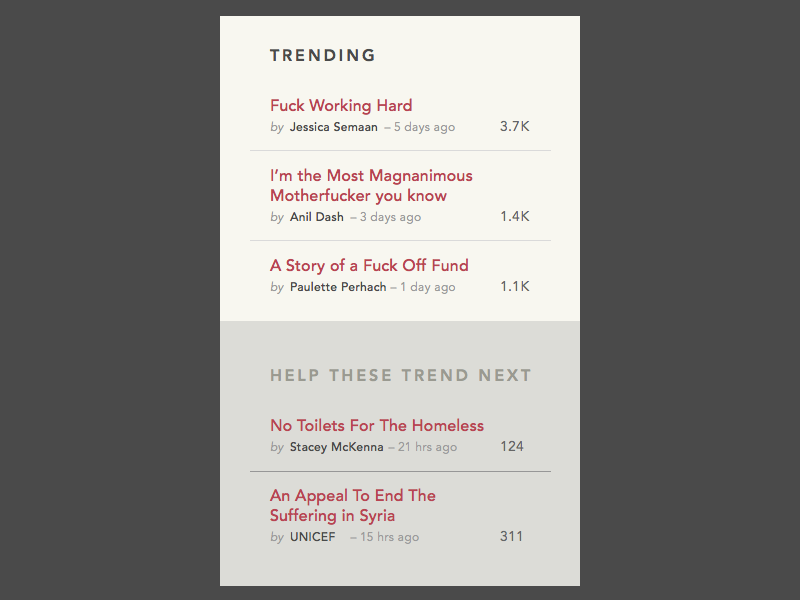 TRENDING
Fuck Working Hard
by Jessica Semaan – 5 days ago 3.7K
I’m the Most Magnanimous
Motherfucker you know
by Anil Dash – 3 days ago 1.4K
A Story of a Fuck Off Fund
by Paulette Perhach – 1 day ago 1.1K
HELP THESE TREND NEXT
No Toilets For The Homeless
by Stacey McKenna – 21 hrs ago 124
An Appeal To End The
Suffering in Syria
by UNICEF – 15 hrs ago 311